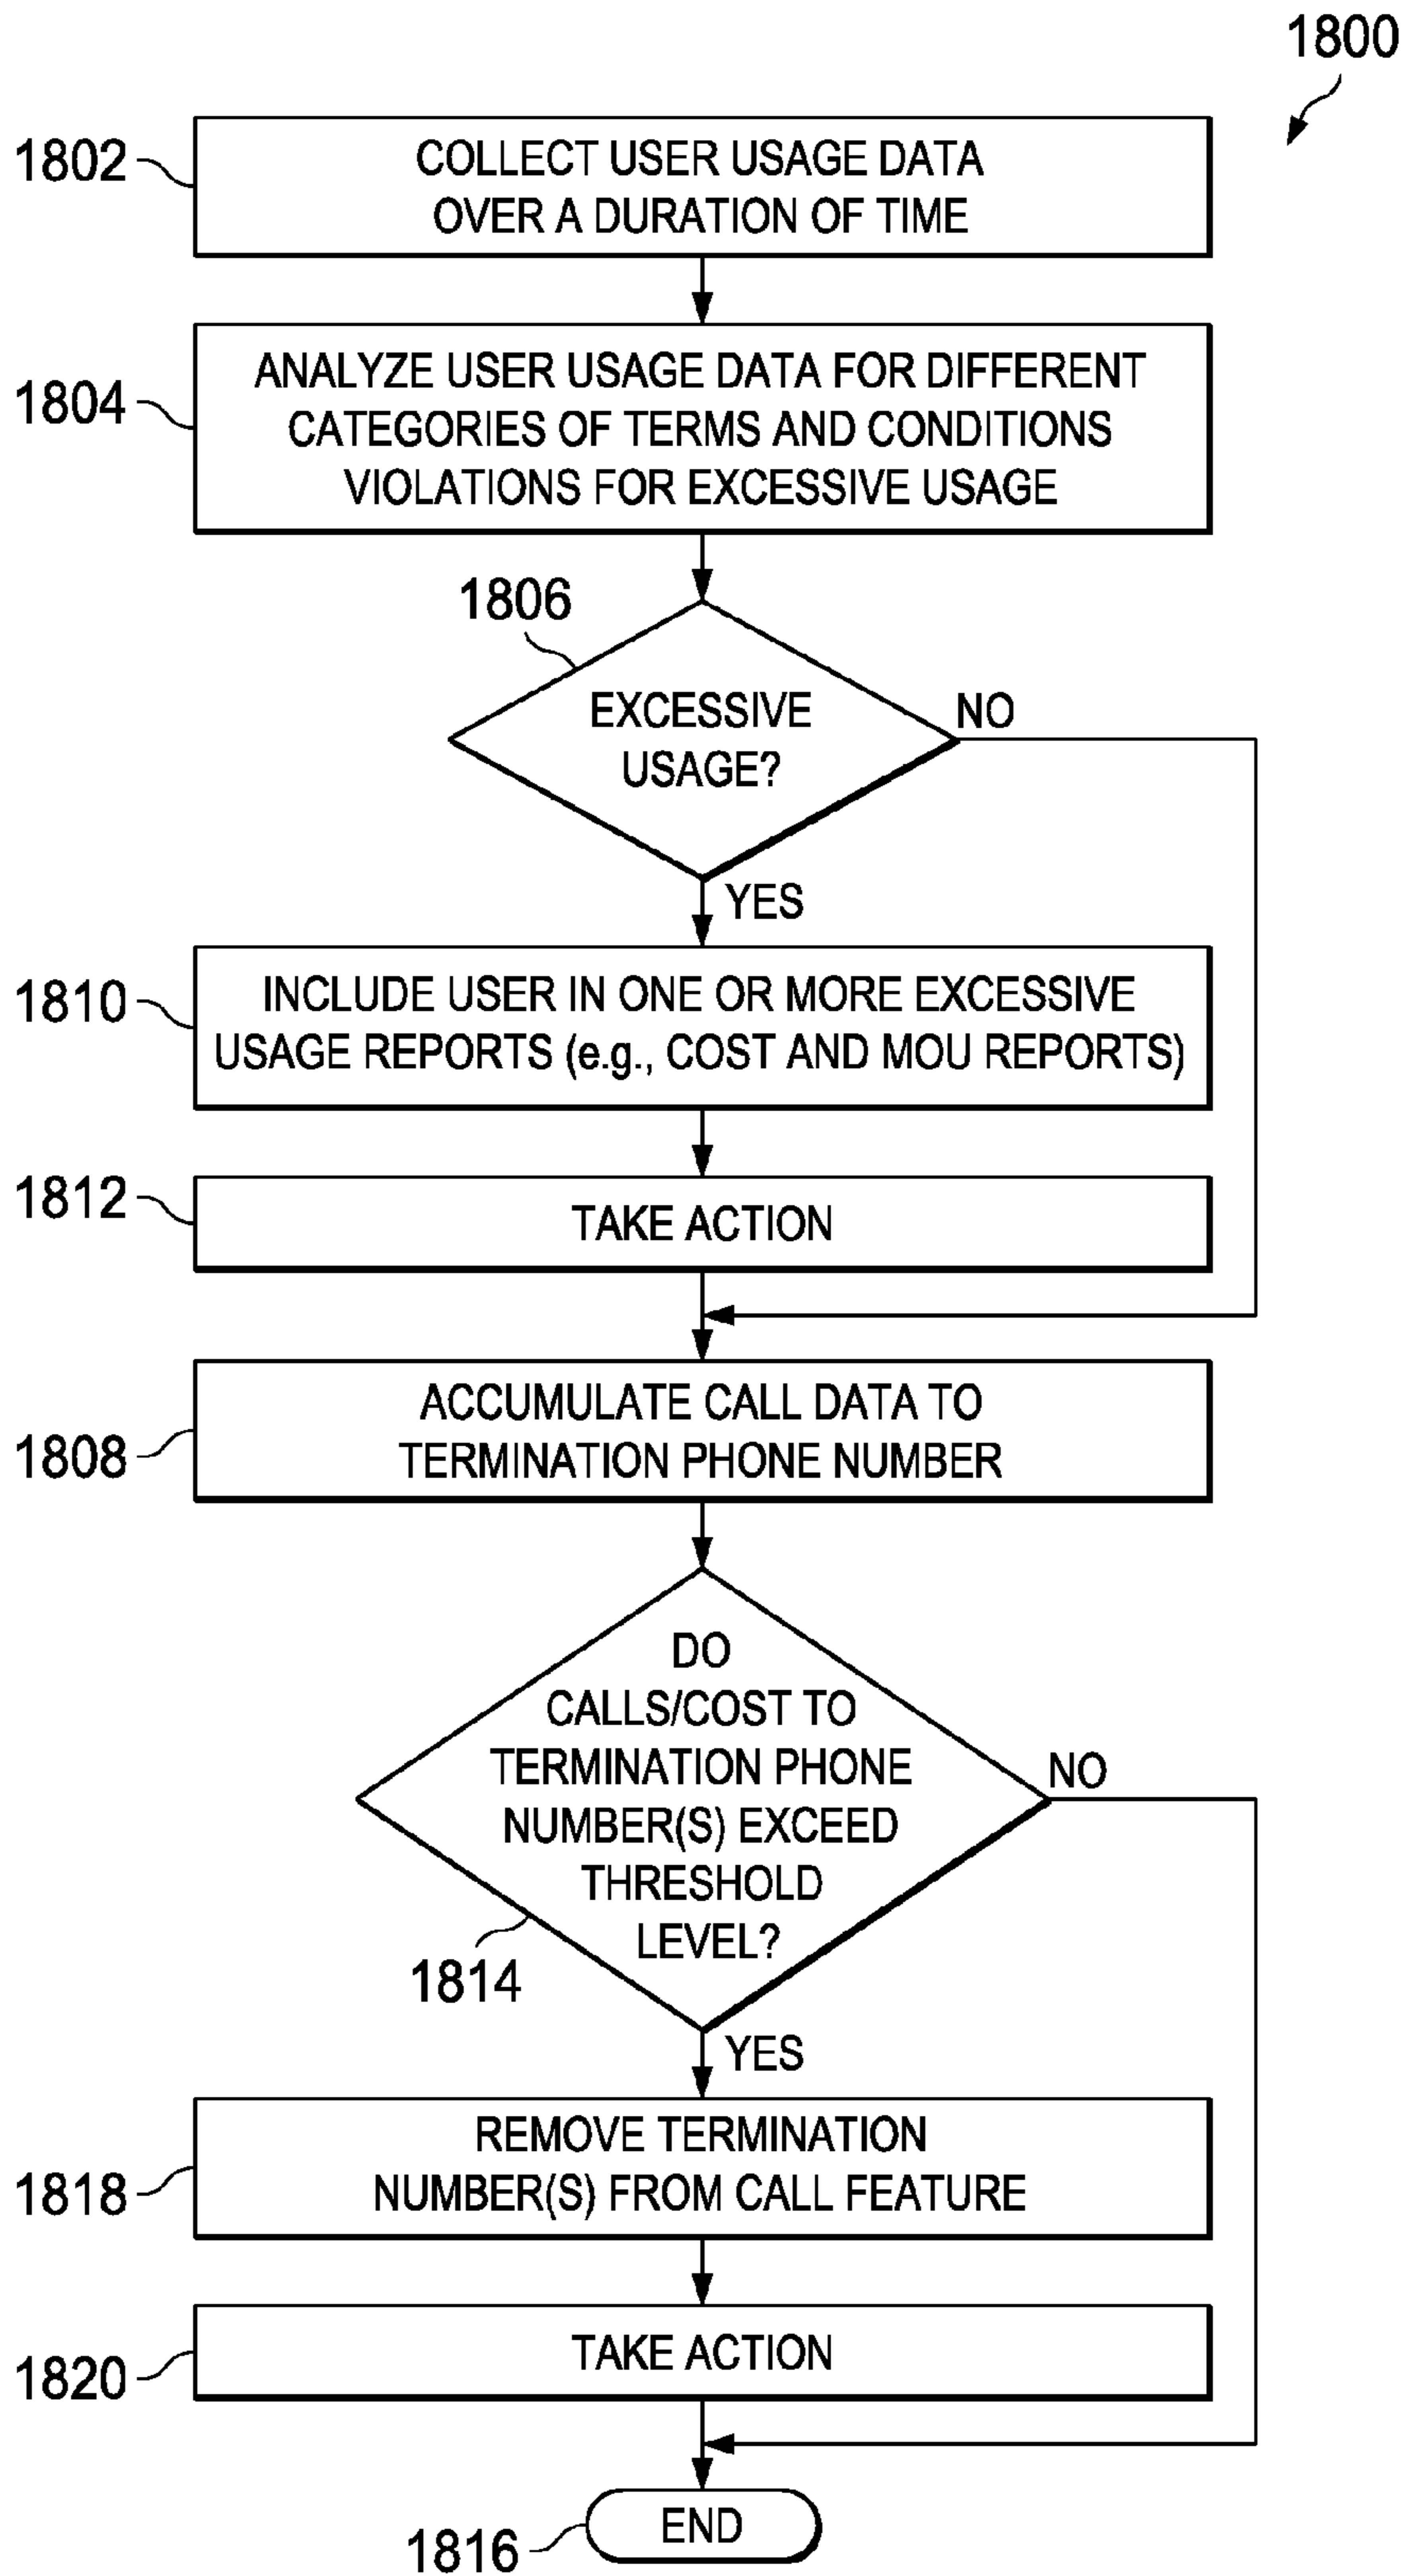 1800
1802
COLLECT USER USAGE DATA
OVER A DURATION OF TIME
1804
ANALYZE USER USAGE DATA FOR DIFFERENT
CATEGORIES OF TERMS AND CONDITIONS
VIOLATIONS FOR EXCESSIVE USAGE
1806
EXCESSIVE
USAGE?
NO
YES
1810
INCLUDE USER IN ONE OR MORE EXCESSIVE
USAGE REPORTS (e.g., COST AND MOU REPORTS)
1812
TAKE ACTION
1808
ACCUMULATE CALL DATA TO
TERMINATION PHONE NUMBER
DO
CALLS/COST TO
TERMINATION PHONE
NUMBER(S) EXCEED
THRESHOLD
LEVEL?
NO
1814
YES
1818
REMOVE TERMINATION
NUMBER(S) FROM CALL FEATURE
1820
TAKE ACTION
1816
END